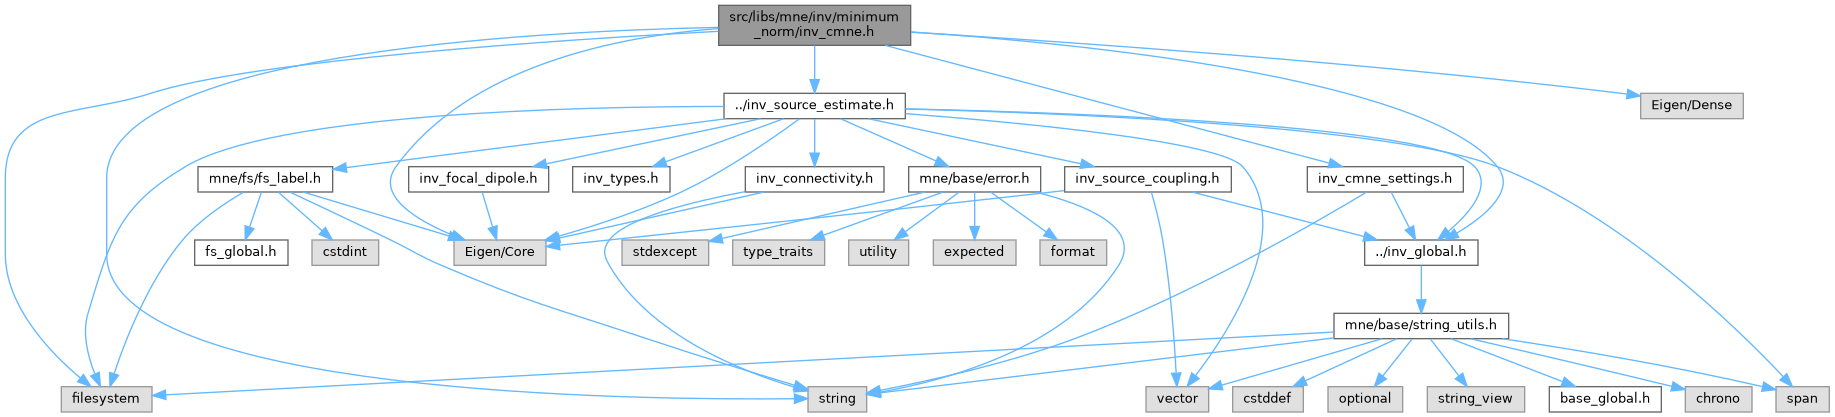 src/libs/mne/inv/minimum
_norm/inv_cmne.h
../inv_source_estimate.h
Eigen/Dense
mne/fs/fs_label.h
inv_focal_dipole.h
inv_types.h
inv_connectivity.h
mne/base/error.h
inv_source_coupling.h
inv_cmne_settings.h
fs_global.h
cstdint
Eigen/Core
stdexcept
type_traits
utility
expected
format
../inv_global.h
mne/base/string_utils.h
filesystem
string
vector
cstddef
optional
string_view
base_global.h
chrono
span